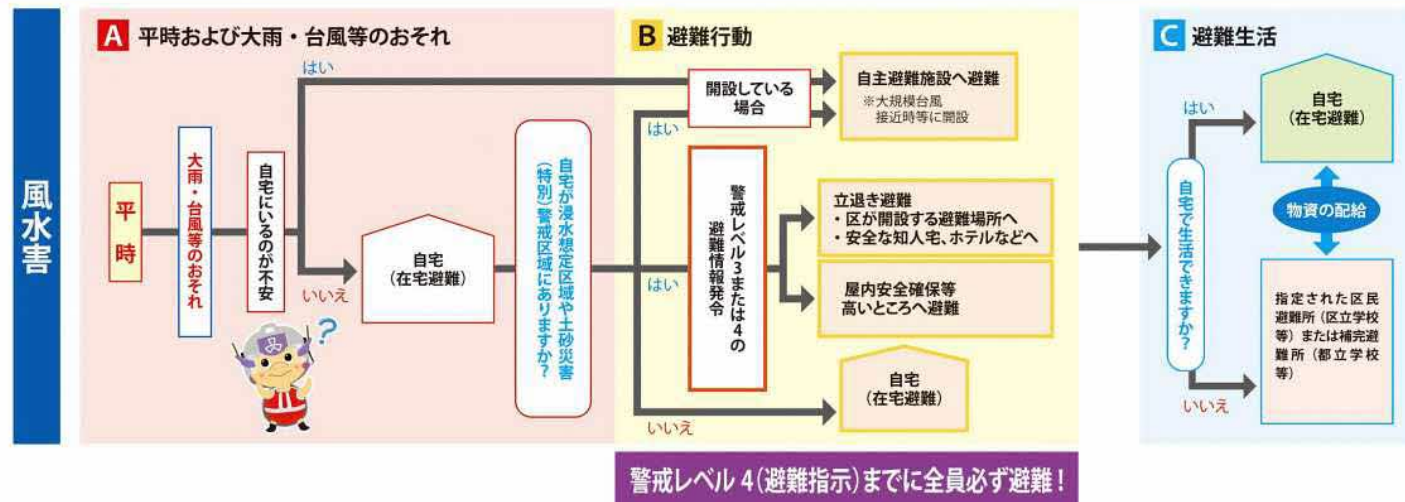 風水害
A 平時および大雨・台風等のおそれ
平時
大雨・台風等のおそれ
自宅にいるのが不安
はい
いいえ
自宅
(在宅避難)
自宅が浸水想定区域や土砂災害
(特別)警戒区域にありますか?
?
B 避難行動
開設している
場合
はい
自主避難施設へ避難
※大規模台風
接近時等に開設
はい
警戒レベル3または4の
避難情報発令
立退き避難
・区が開設する避難場所へ
・安全な知人宅、ホテルなどへ
屋内安全確保等
高いところへ避難
いいえ
自宅
(在宅避難)
警戒レベル4(避難指示)までに全員必ず避難!
C 避難生活
自宅で生活できますか?
はい
自宅
(在宅避難)
物資の配給
いいえ
指定された区民
避難所(区立学校
等)または補完避
難所(都立学校
等)